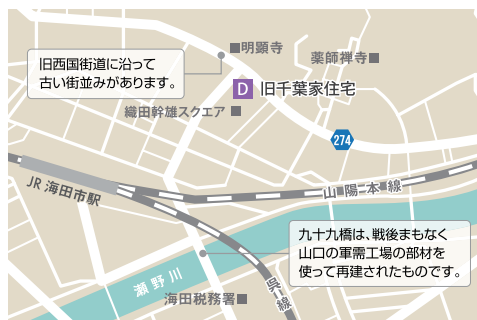 明顕寺
旧西国街道に沿って
古い街並みがあります。
薬師禅寺
D 旧千葉家住宅
織田幹雄スクエア
274
JR海田市駅
山陽本線
九十九橋は、戦後まもなく
山口の軍需工場の部材を
使って再建されたものです。
瀬野川
海田税務署
呉線